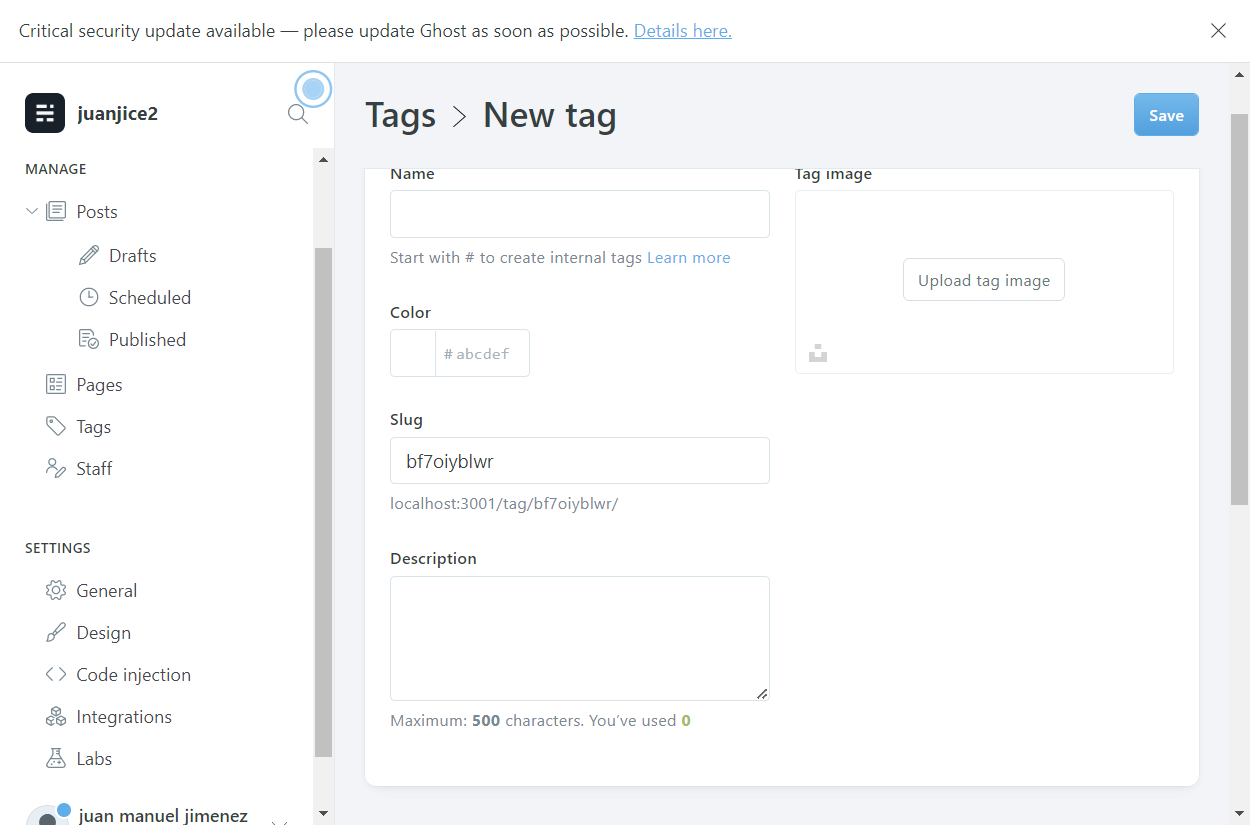 Critical security update available — please update Ghost as soon as possible. Details here.
juanjice2
MANAGE
Posts
Drafts
Scheduled
Published
Pages
Tags
Staff
SETTINGS
General
Design
Code injection
Integrations
Labs
juan manuel jimenez
Tags > New tag
Save
Name
Start with # to create internal tags Learn more
Color
# abcdef
Slug
bf7oiyblwr
localhost:3001/tag/bf7oiyblwr/
Description
Maximum: 500 characters. You’ve used 0
Tag image
Upload tag image